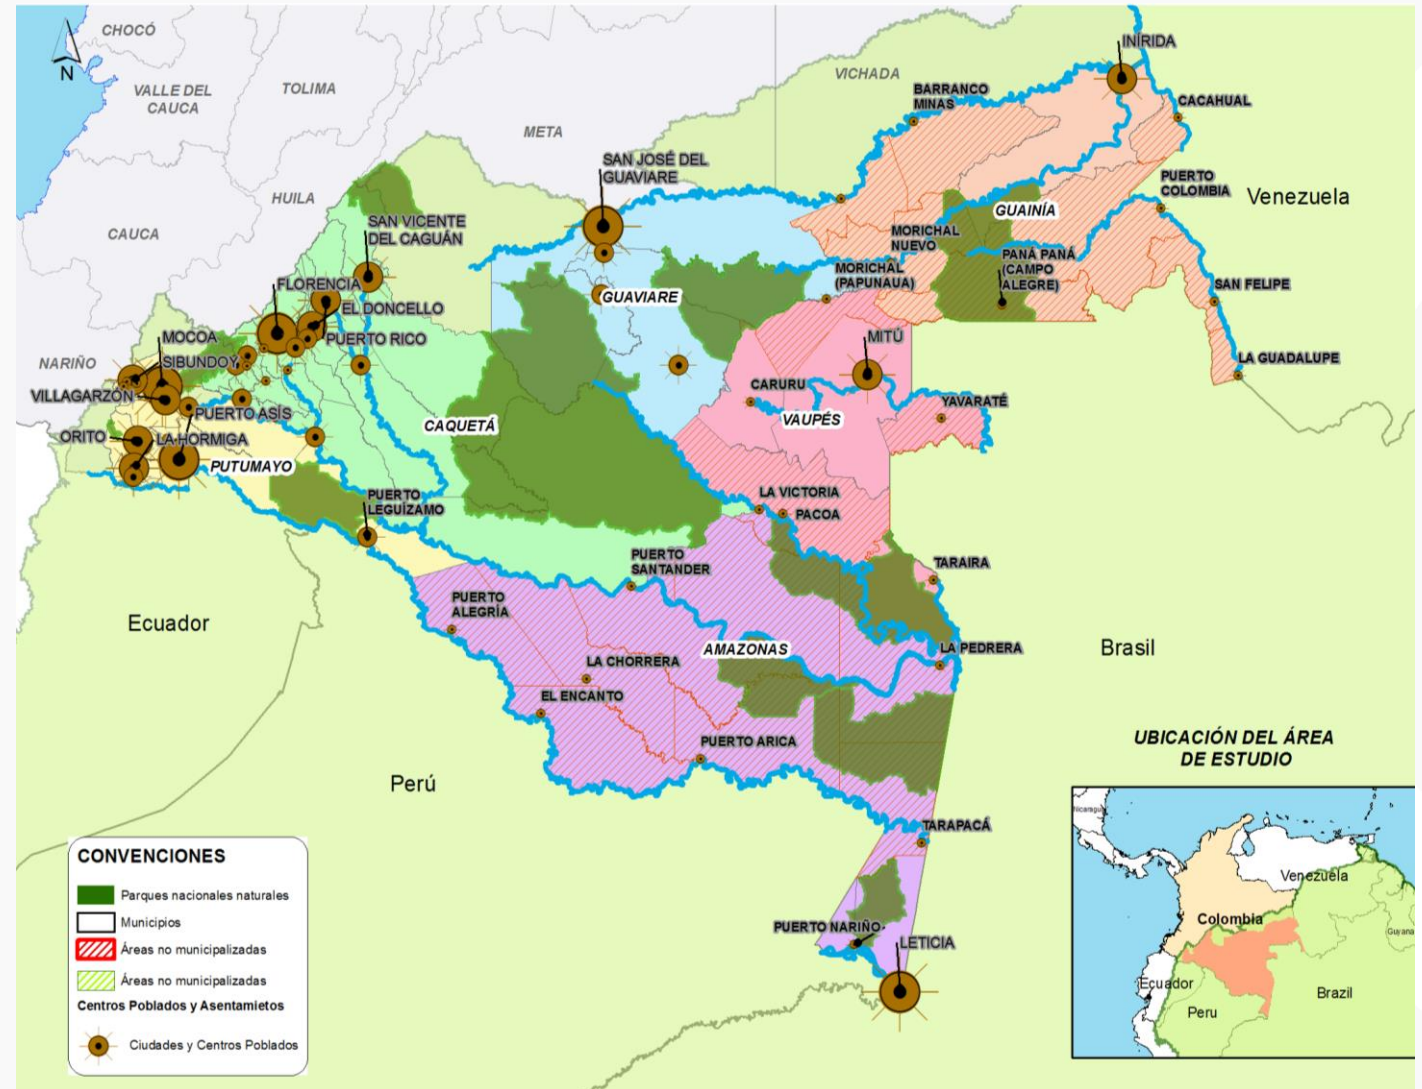 CHOCÓ
N
VALLE DEL
CAUCA
TOLIMA
META
VICHADA
HUILA
CAUCA
NARIÑO
INÍRIDA
BARRANCO
MINAS
CACAHUAL
SAN JOSÉ DEL
GUAVIARE
PUERTO
COLOMBIA
Venezuela
GUAINÍA
SAN VICENTE
DEL CAGUÁN
MORICHAL
NUEVO
PANÁ PANÁ
(CAMPO
ALEGRE)
MORICHAL
(PAPUNAUA)
FLORENCIA
GUAVIARE
SAN FELIPE
EL DONCELLO
PUERTO RICO
MOCOA
SIBUNDOY
MITÚ
LA GUADALUPE
VILLAGARZÓN
CARURU
YAVARATÉ
PUERTO ASÍS
VAUPÉS
CAQUETÁ
ORITO
LA HORMIGA
PUTUMAYO
PUERTO
LEGUÍZAMO
LA VICTORIA
PACOA
PUERTO
SANTANDER
TARAIRA
PUERTO
ALEGRÍA
Ecuador
AMAZONAS
LA PEDRERA
Brasil
LA CHORRERA
EL ENCANTO
PUERTO ARICA
Perú
TARAPACÁ
PUERTO NARIÑO
LETICIA
UBICACIÓN DEL ÁREA
DE ESTUDIO
Nicaragu
Venezuela
Colombia
Guyana
Ecuador
Peru
Brazil
CONVENCIONES
Parques nacionales naturales
Municipios
Áreas no municipalizadas
Áreas no municipalizadas
Centros Poblados y Asentamietos
Ciudades y Centros Poblados